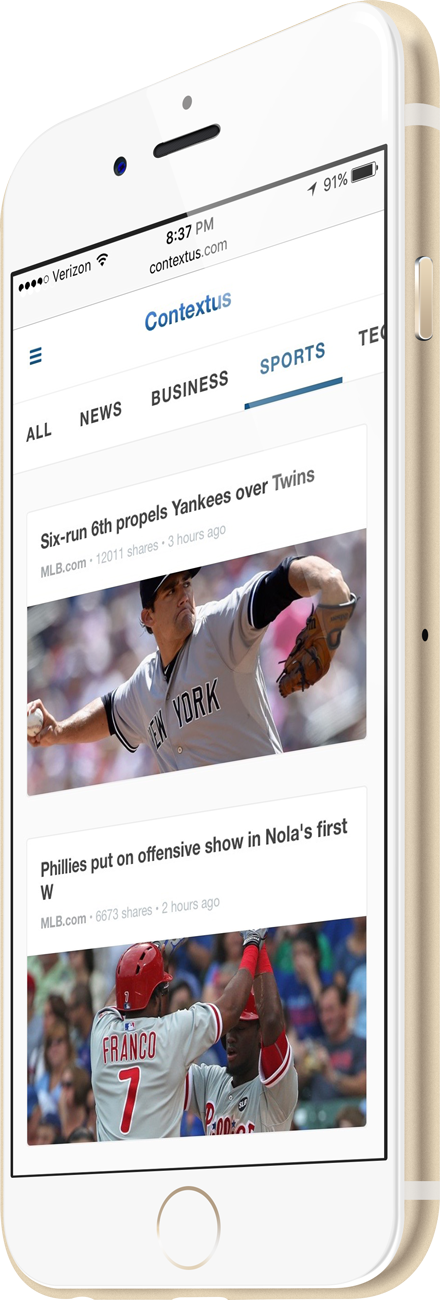 Verizon 8:37 PM 91%
contextus.com
Contextus
ALL NEWS BUSINESS SPORTS TEC
Six-run 6th propels Yankees over Twins
MLB.com • 12011 shares • 3 hours ago
NEW YORK
Phillies put on offensive show in Nola's first
W
MLB.com • 6673 shares • 2 hours ago
FRANCO
7